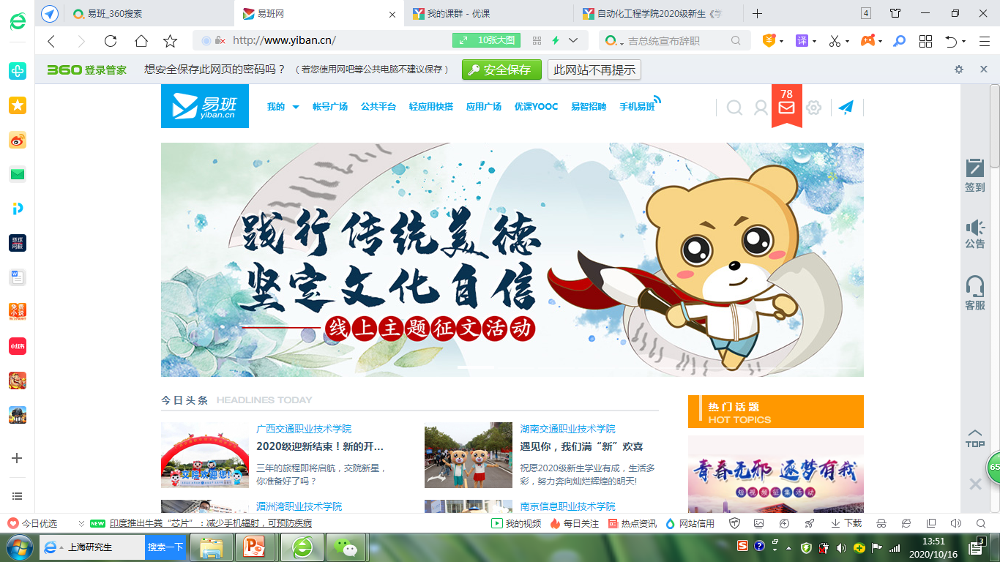 易班_360搜索
易班网
我的课群 - 优课
自动化工程学院2020级新生《学
4
http://www.yiban.cn/
10张大图
吉总统宣布辞职
译
360登录管家
想安全保存此网页的密码吗？
（若您使用网吧等公共电脑不建议保存）
安全保存
此网站不再提示
易班
yiban.cn
我的
帐号广场
公共平台
轻应用快搭
应用广场
优课YOOC
易智招聘
手机易班
78
践行传统美德
坚定文化自信
线上主题征文活动
签到
公告
客服
TOP
65
今日头条 HEADLINES TODAY
广西交通职业技术学院
2020级迎新结束！新的开...
三年的旅程即将启航，交院新星，
你准备好了吗？
交院欢迎您!
湖南交通职业技术学院
遇见你，我们满“新”欢喜
祝愿2020级新生学业有成，生活多
彩，努力奔向灿烂辉煌的明天!
湄洲湾职业技术学院
南京信息职业技术学院
热门话题
HOT TOPICS
青春无邪 逐梦有我
短视频征集活动
环球
网校
免费
小说
小红书
今日优选
NEW
印度推出牛粪“芯片”：减少手机辐射，可预防疾病
我的视频
每日关注
热点资讯
网站信用
下载
上海研究生
搜索一下
13:51
2020/10/16
3